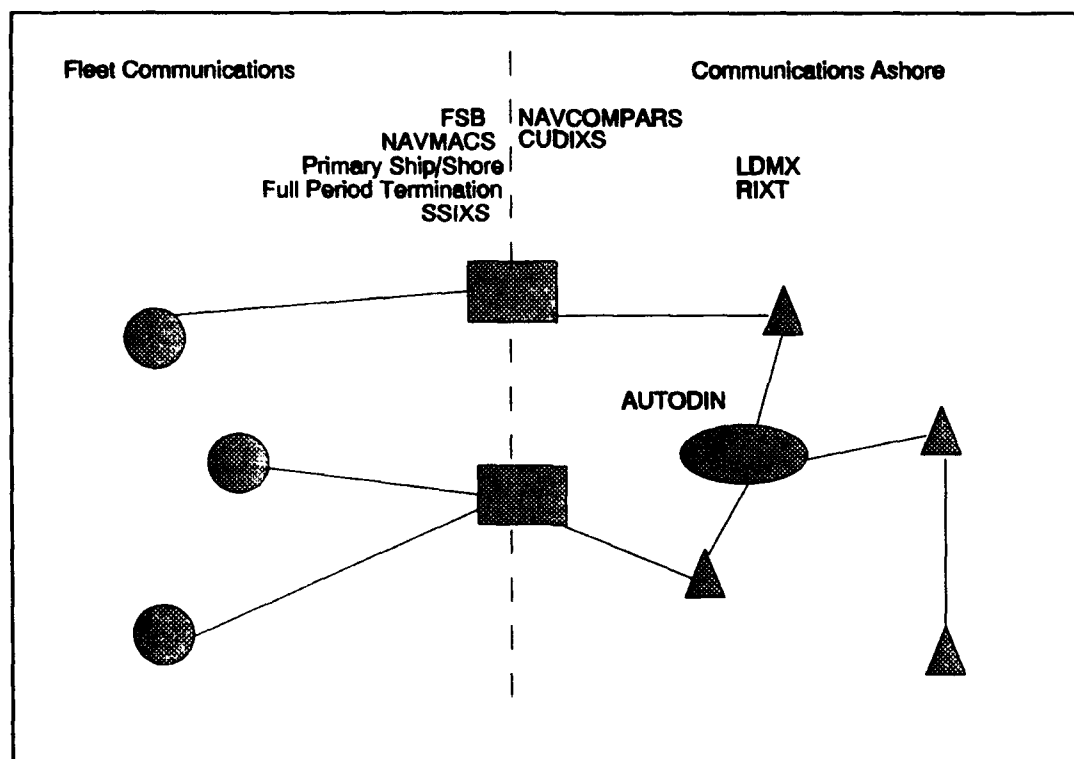 Fleet Communications
Communications Ashore
FSB
NAVMACS
Primary Ship/Shore
Full Period Termination
SSIXS
NAVCOMPARS
CUDIXS
LDMX
RIXT
AUTODIN